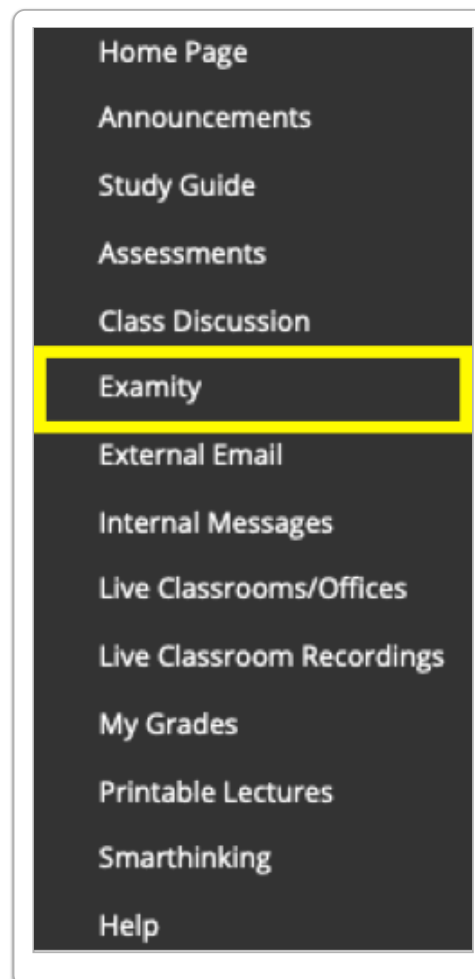 Home Page
Announcements
Study Guide
Assessments
Class Discussion
Examity
External Email
Internal Messages
Live Classrooms/Offices
Live Classroom Recordings
My Grades
Printable Lectures
Smarthinking
Help